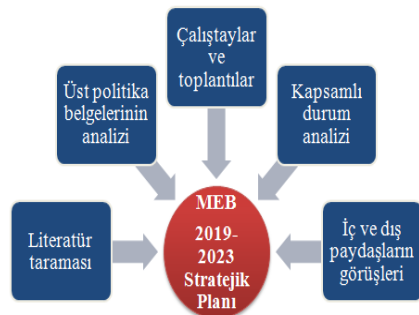 Çalıştaylar
ve
toplantılar
Üst politika
belgelerinin
analizi
Kapsamlı
durum
analizi
Literatür
taraması
MEB
2019-
2023
Stratejik
Planı
İç ve dış
paydaşların
görüşleri